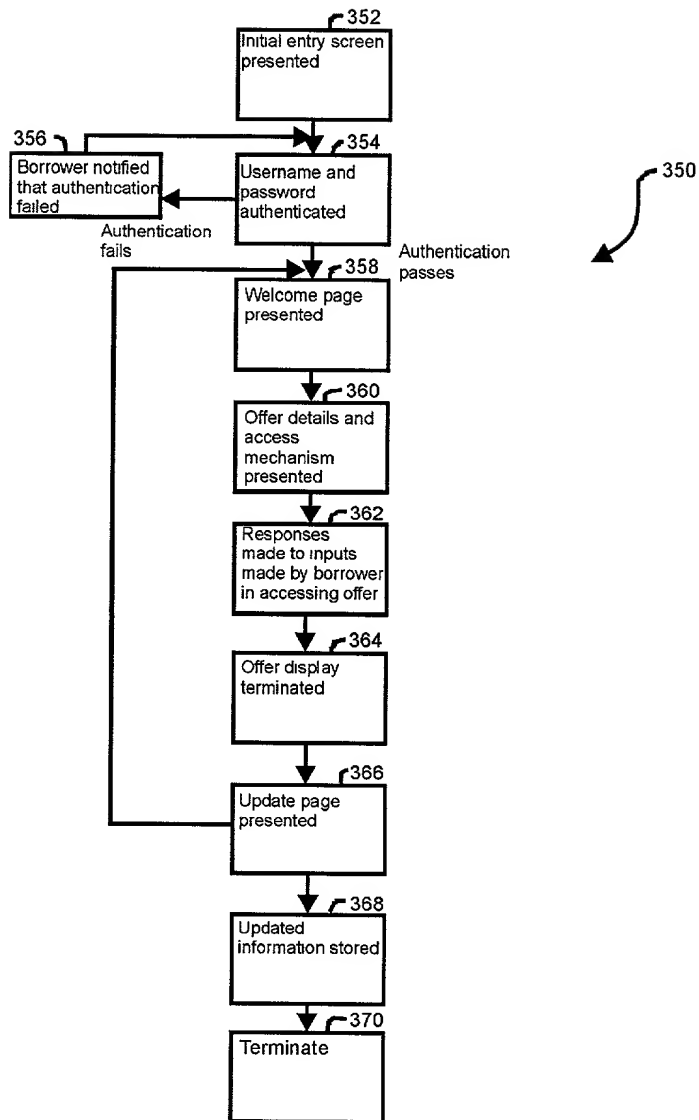 352
Initial entry screen
presented
356
354
Borrower notified
that authentication
failed
Username and
password
authenticated
350
Authentication
fails
Authentication
passes
358
Welcome page
presented
360
Offer details and
access
mechanism
presented
362
Responses
made to inputs
made by borrower
in accessing offer
364
Offer display
terminated
366
Update page
presented
368
Updated
information stored
370
Terminate